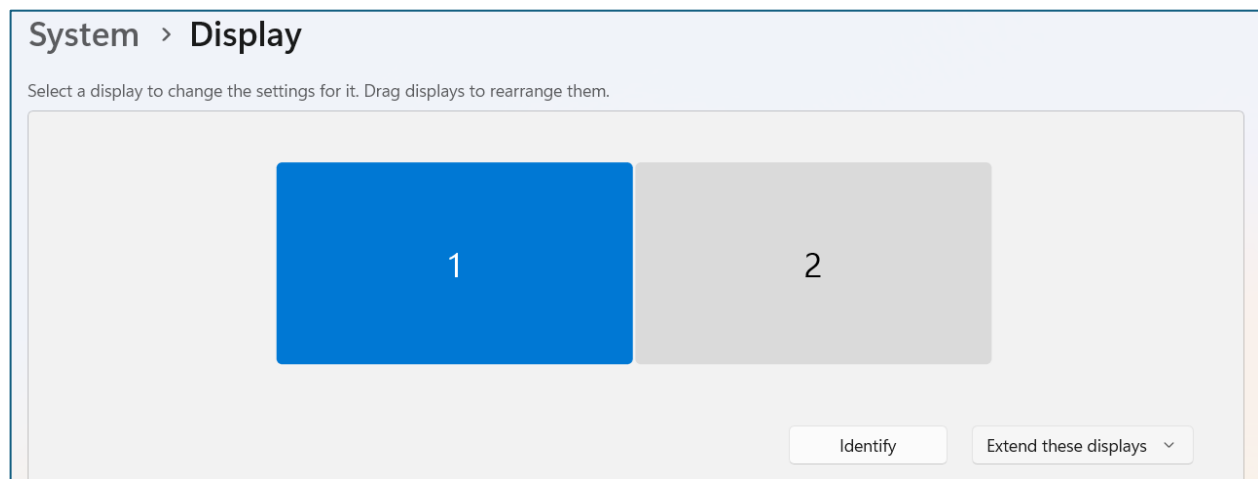 System > Display
Select a display to change the settings for it. Drag displays to rearrange them.
1 2
Identify Extend these displays